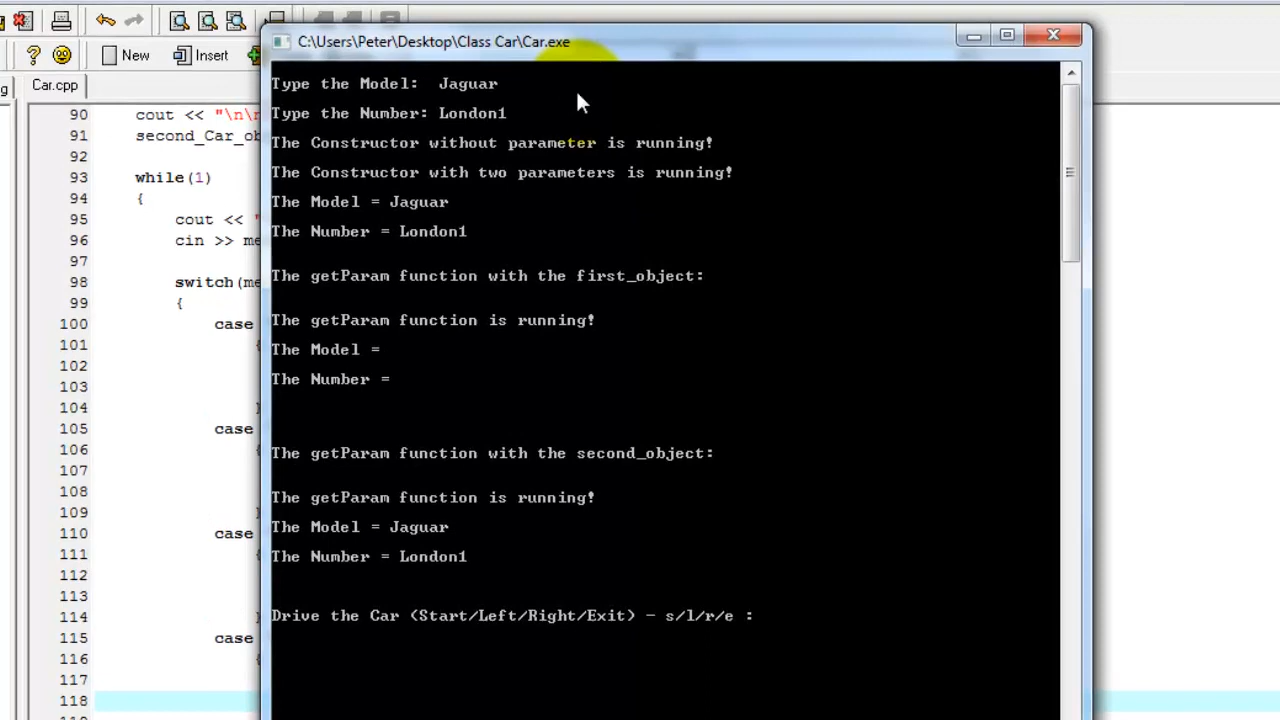 C:\Users\Peter\Desktop\Class Car\Car.exe
New
Insert
Car.cpp
Type the Model:  Jaguar
Type the Number: London1
The Constructor without parameter is running!
The Constructor with two parameters is running!
The Model = Jaguar
The Number = London1
The getParam function with the first_object:
The getParam function is running!
The Model =
The Number =
The getParam function with the second_object:
The getParam function is running!
The Model = Jaguar
The Number = London1
Drive the Car (Start/Left/Right/Exit) - s/l/r/e :
90 cout << "\n\
91 second_Car_
92
93 while(1)
94 {
95 cout << "
96 cin >>
97
98 switch(
99 {
100 case
101 {
102
103
104 }
105 case
106 {
107
108
109 }
110 case
111 {
112
113
114 }
115 case
116 {
117
118